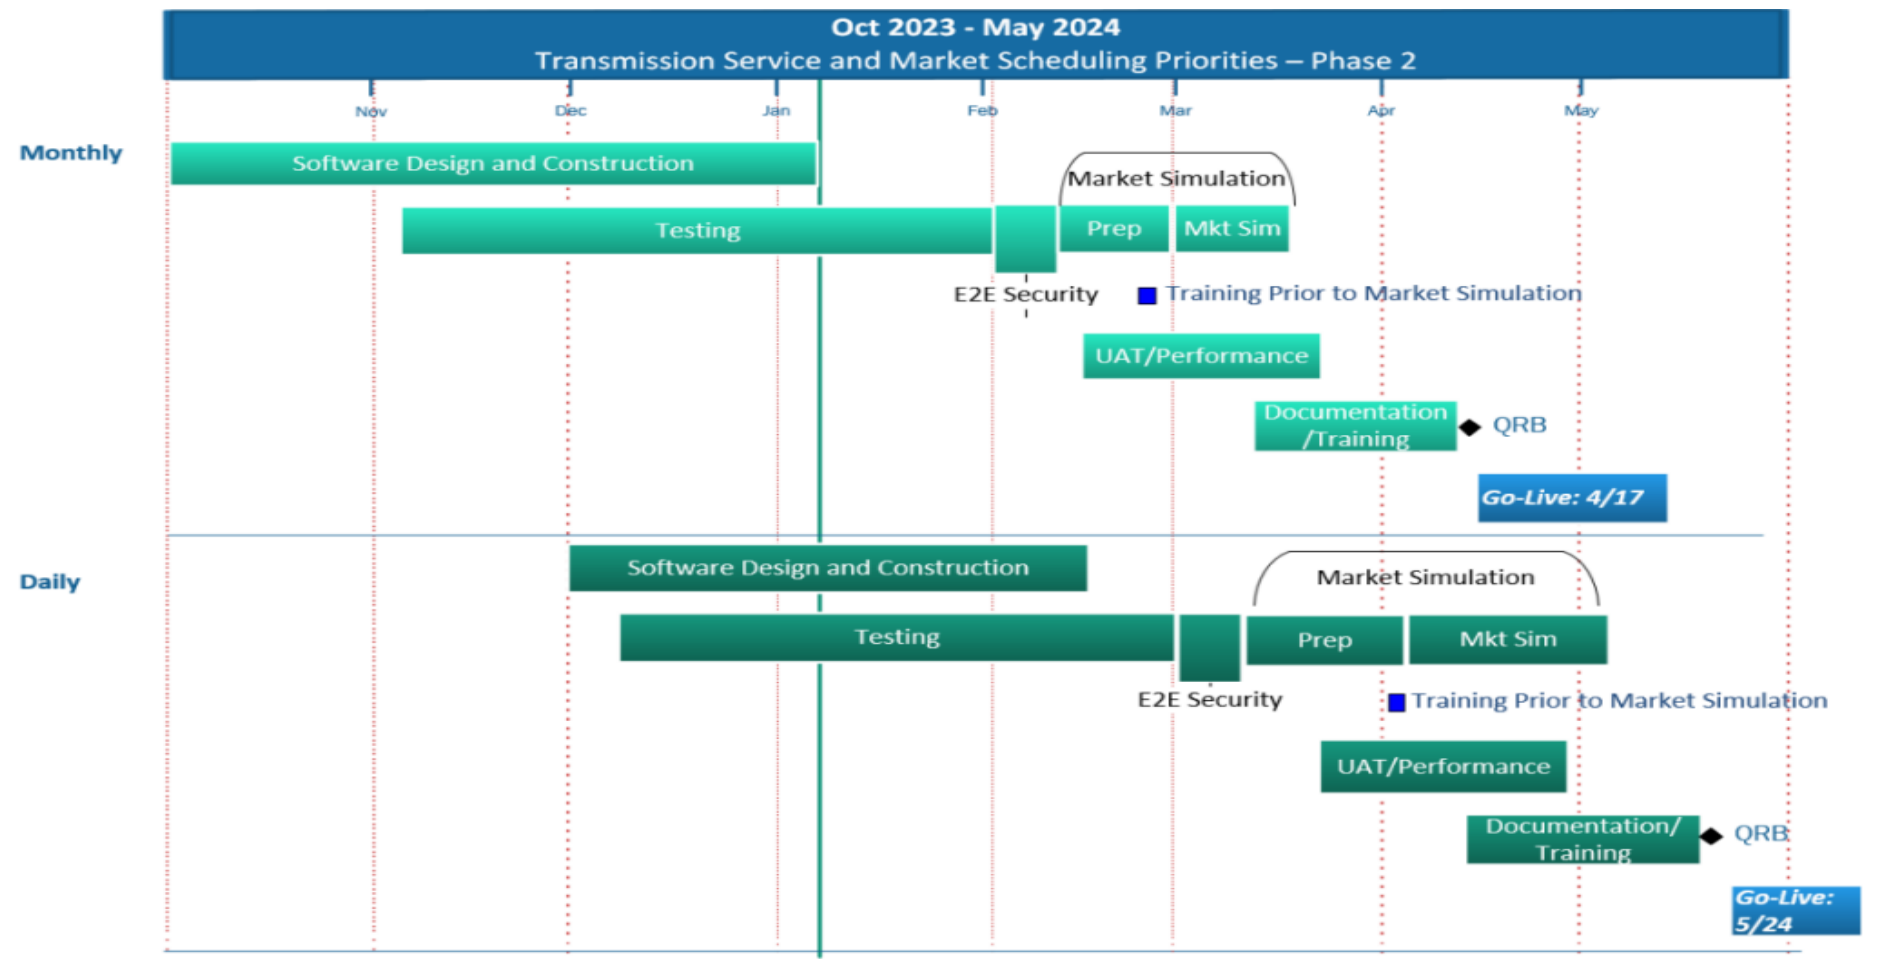 Oct 2023 - May 2024
Transmission Service and Market Scheduling Priorities – Phase 2
Nov
Dec
Jan
Feb
Mar
Apr
May
Monthly
Software Design and Construction
Market Simulation
Testing
Prep
Mkt Sim
E2E Security
Training Prior to Market Simulation
UAT/Performance
Documentation
/Training
QRB
Go-Live: 4/17
Daily
Software Design and Construction
Market Simulation
Testing
Prep
Mkt Sim
E2E Security
Training Prior to Market Simulation
UAT/Performance
Documentation/
Training
QRB
Go-Live:
5/24